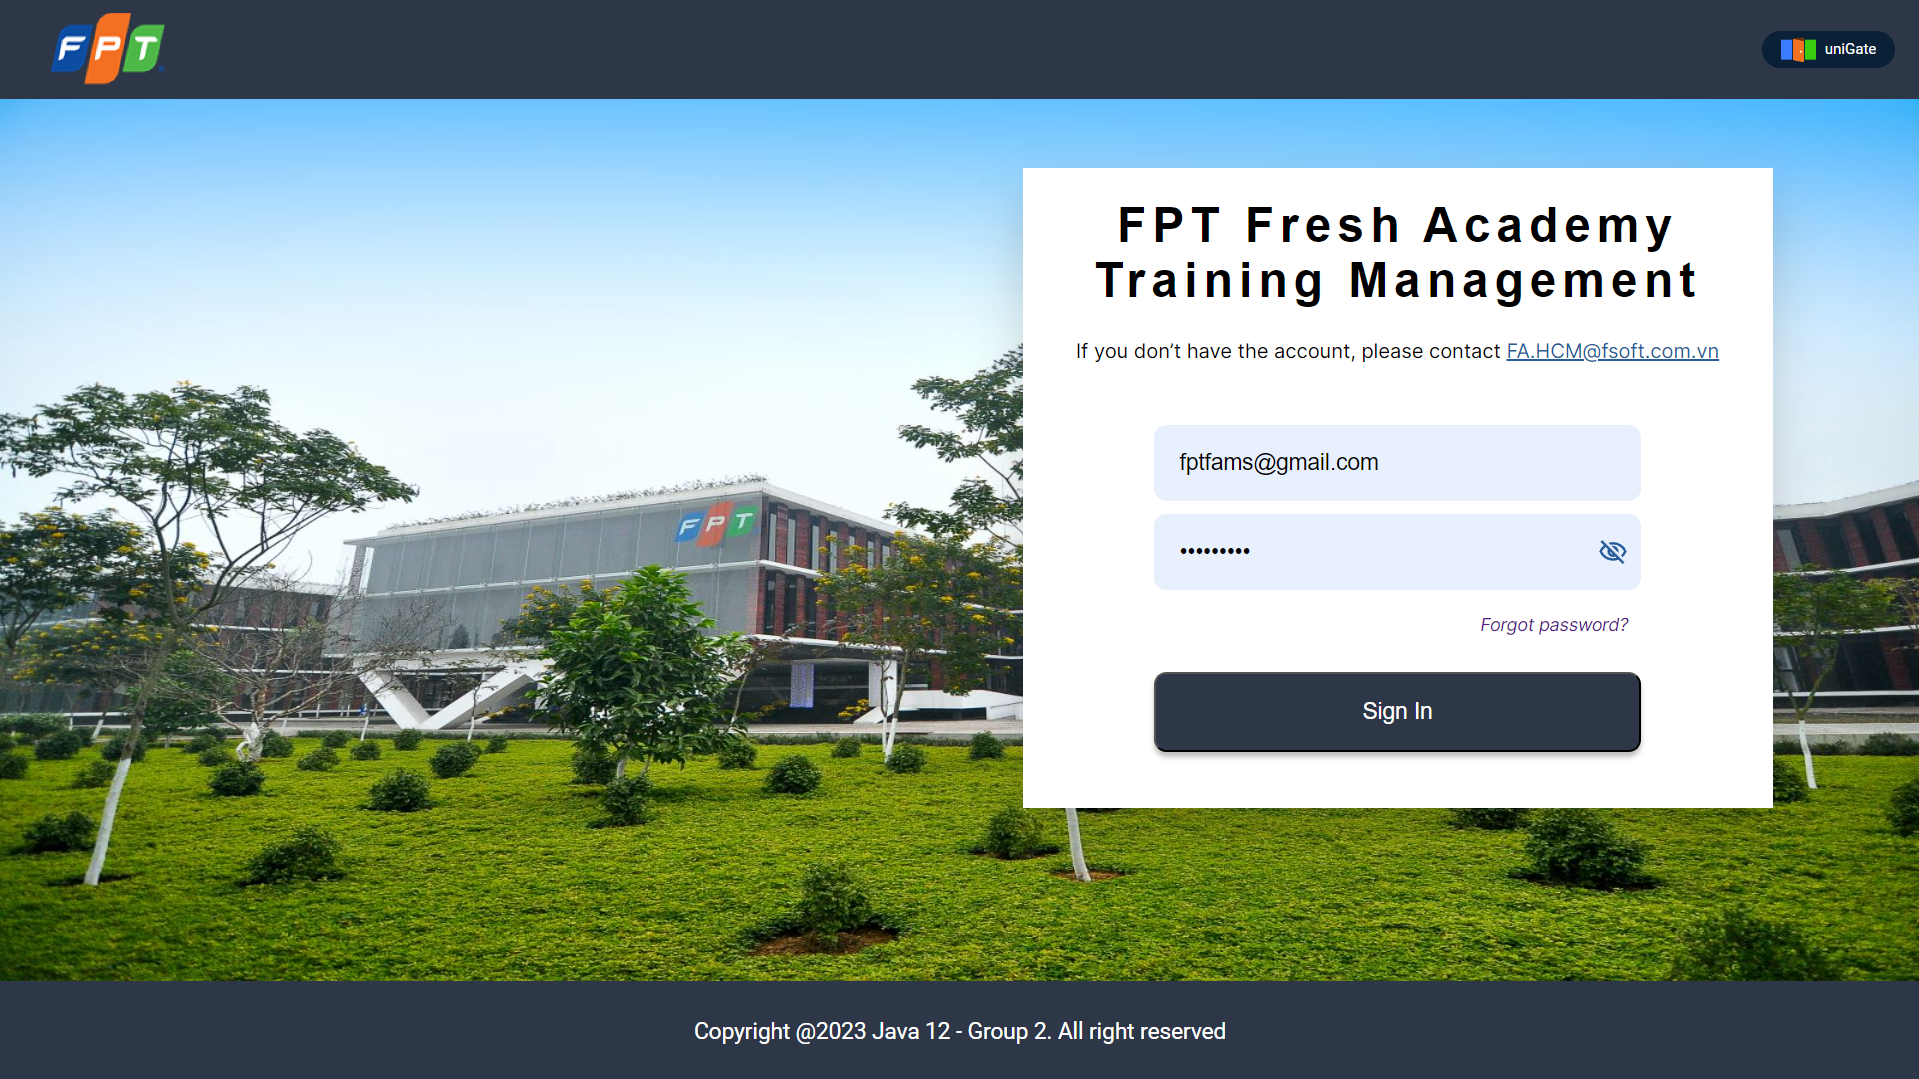 FPT
uniGate
FPT Fresh Academy
Training Management
If you don’t have the account, please contact FA.HCM@fsoft.com.vn
fptfams@gmail.com
•••••••••
Forgot password?
Sign In
FPT
Copyright @2023 Java 12 - Group 2. All right reserved